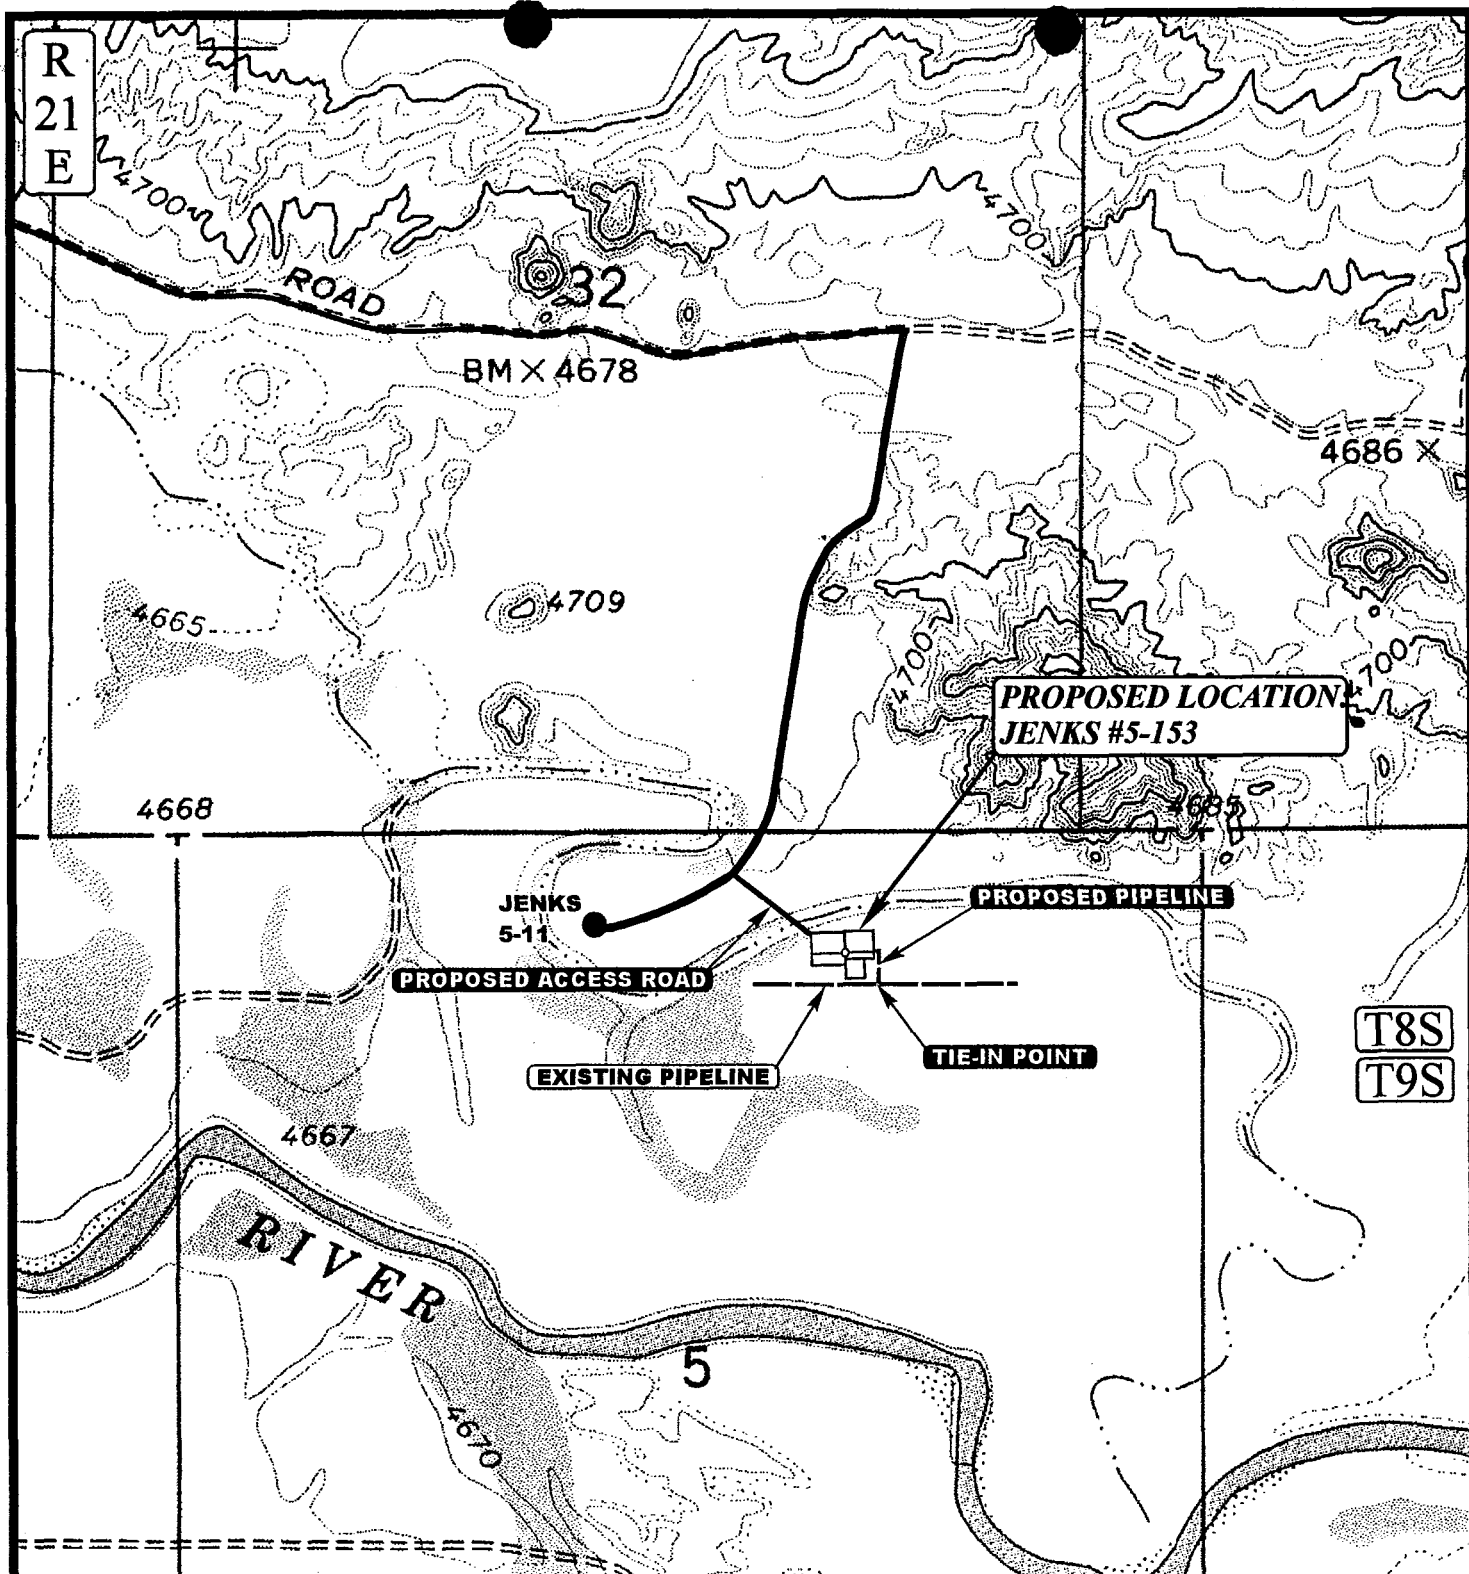 R
21
E
4700
4700
ROAD
32
BM × 4678
4686 ×
4665
4709
4700
4700
PROPOSED LOCATION:
JENKS #5-153
4668
4685
JENKS
5-11
PROPOSED PIPELINE
PROPOSED ACCESS ROAD
TIE-IN POINT
EXISTING PIPELINE
T8S
T9S
4667
RIVER
5
4670